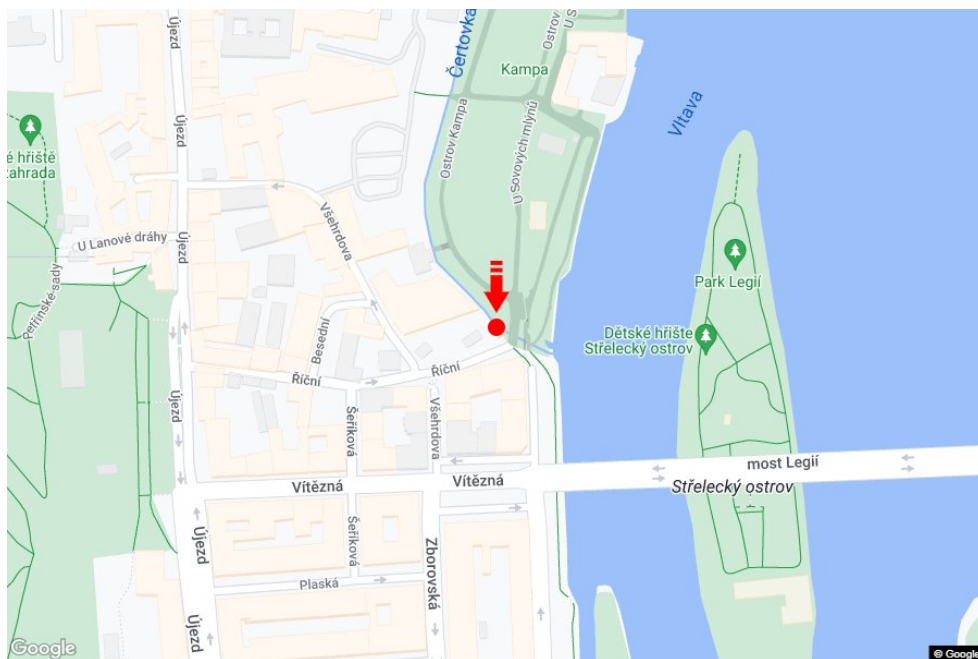 Újezd
Čertovka
Ostrov Kampa
U S
Kampa
Vltava
Újezd
é hřiště
zahrada
Ostrov Kampa
U Sovových mlýnů
Všehrdova
U Lanové dráhy
Újezd
Petřínské sady
Park Legií
Dětské hřiště
Střelecký ostrov
Besední
Říční
Říční
Újezd
Šeříková
Všehrdova
most Legií
Vítězná
Vítězná
Střelecký ostrov
Újezd
Šeříková
Zborovská
Plaská
Újezd
Google
© Google